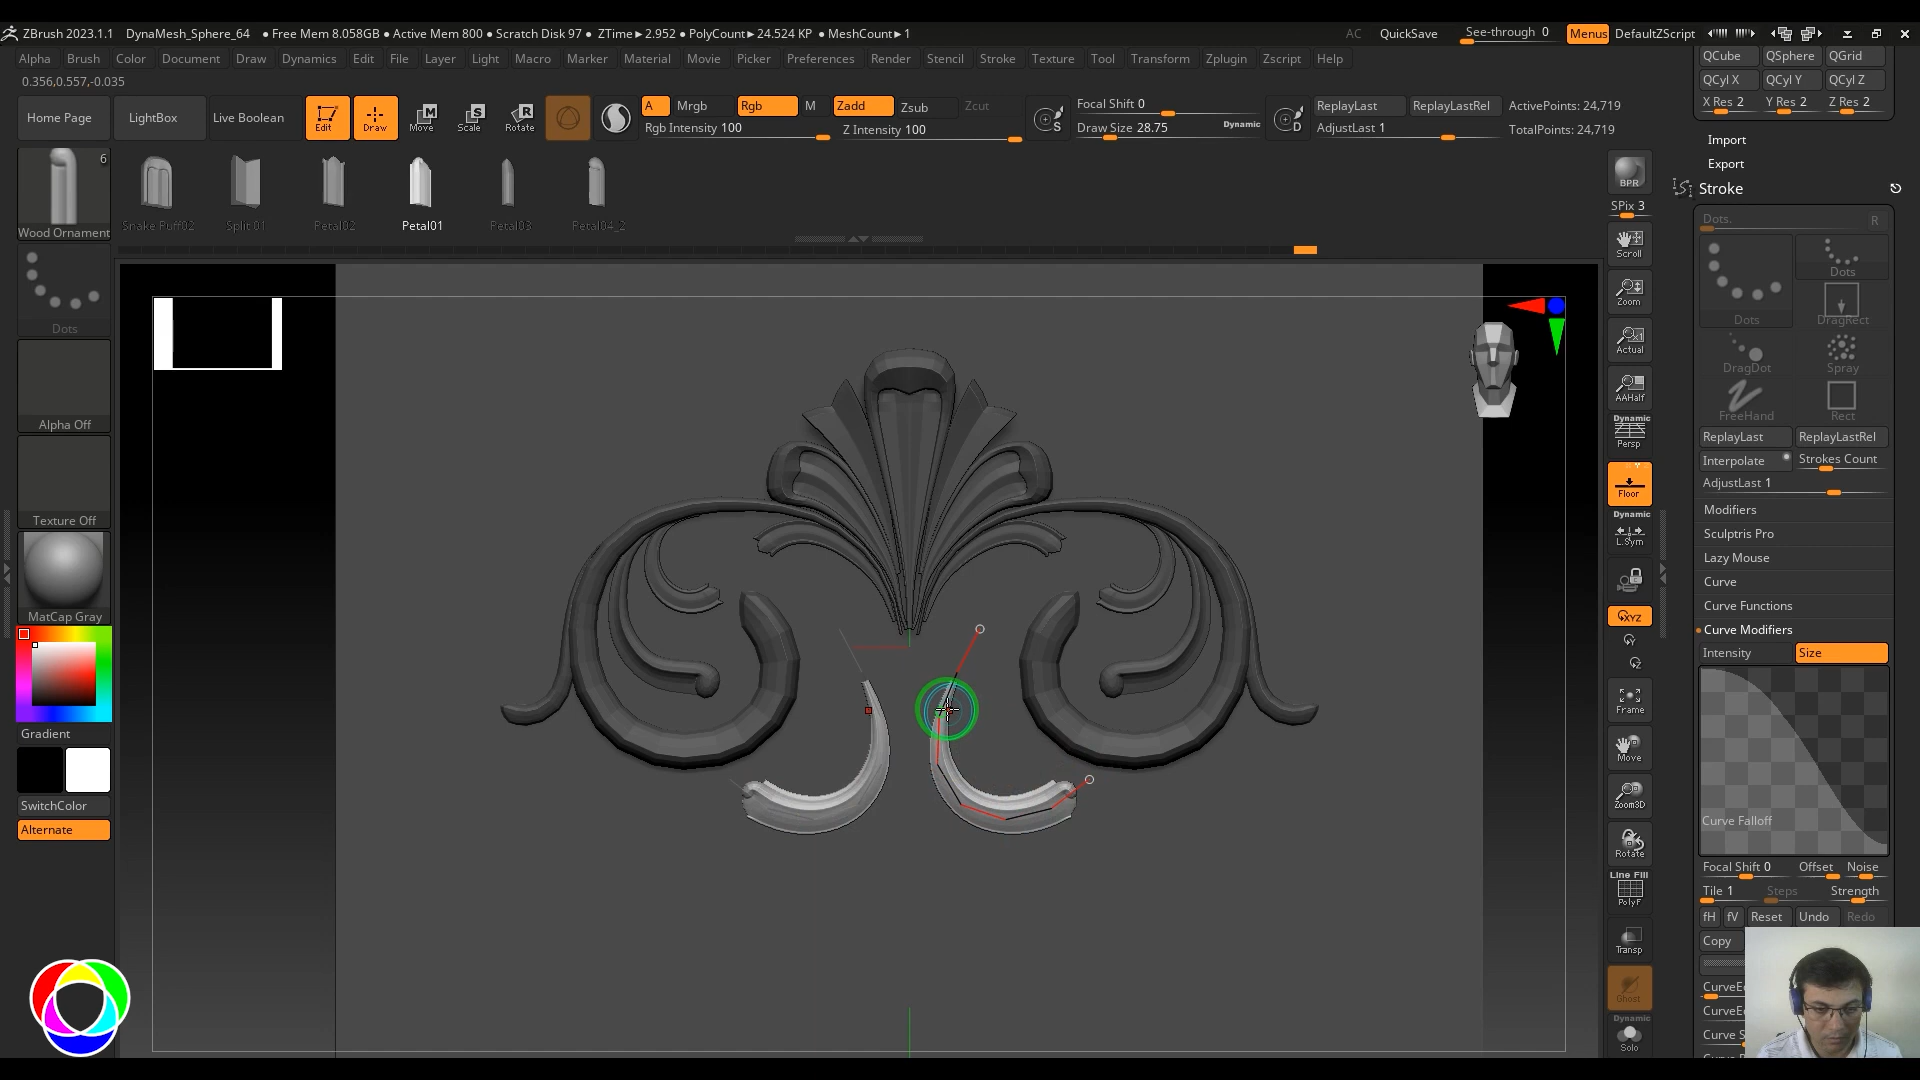 ZBrush 2023.1.1 DynaMesh_Sphere_64 ● Free Mem 8.058GB ● Active Mem 800 ● Scratch Disk 97 ● ZTime▶2.952 ● PolyCount▶24.524 KP ● MeshCount▶1 AC QuickSave See-through 0 Menus DefaultZScript
Alpha Brush Color Document Draw Dynamics Edit File Layer Light Macro Marker Material Movie Picker Preferences Render Stencil Stroke Texture Tool Transform Zplugin Zscript Help
0.356,0.557,-0.035
Home Page LightBox Live Boolean Edit Draw Move Scale Rotate
A Mrgb Rgb M Zadd Zsub Zcut
Rgb Intensity 100 Z Intensity 100
S
Focal Shift 0
Draw Size 28.75 Dynamic
D
ReplayLast ReplayLastRel ActivePoints: 24,719
AdjustLast 1 TotalPoints: 24,719
6
Wood Ornament
Snake Puff02 Split 01 Petal02 Petal01 Petal03 Petal04_2
Dots
Alpha Off
Texture Off
MatCap Gray
Gradient
SwitchColor
Alternate
BPR
SPix 3
Scroll
Zoom
Actual
AAHalf
Dynamic
Persp
Floor
Dynamic
L.Sym
XYZ
Y
Z
Frame
Move
Zoom3D
Rotate
Line Fill
PolyF
Transp
Ghost
Dynamic
Solo
QCube QSphere QGrid
QCyl X QCyl Y QCyl Z
X Res 2 Y Res 2 Z Res 2
Import
Export
Stroke
Dots. R
Dots
Dots DragRect
DragDot Spray
FreeHand Rect
ReplayLast ReplayLastRel
Interpolate Strokes Count
AdjustLast 1
Modifiers
Sculptris Pro
Lazy Mouse
Curve
Curve Functions
Curve Modifiers
Intensity Size
Curve Falloff
Focal Shift 0 Offset Noise
Tile 1 Steps Strength
fH fV Reset Undo Redo
Copy
Curve S